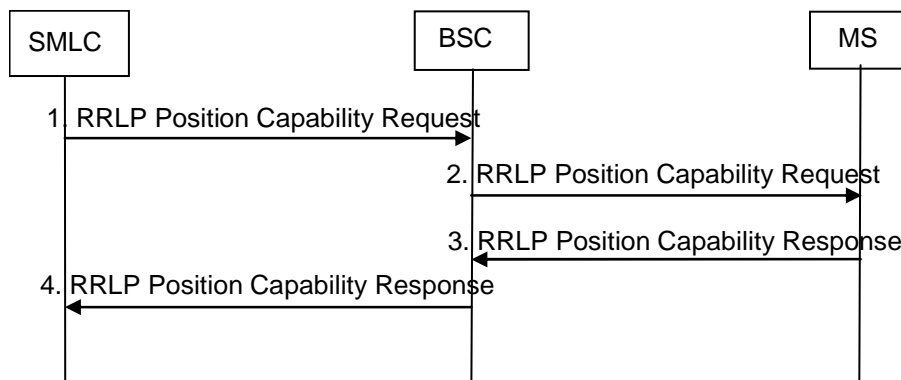 SMLC
BSC
MS
1. RRLP Position Capability Request
2. RRLP Position Capability Request
3. RRLP Position Capability Response
4. RRLP Position Capability Response